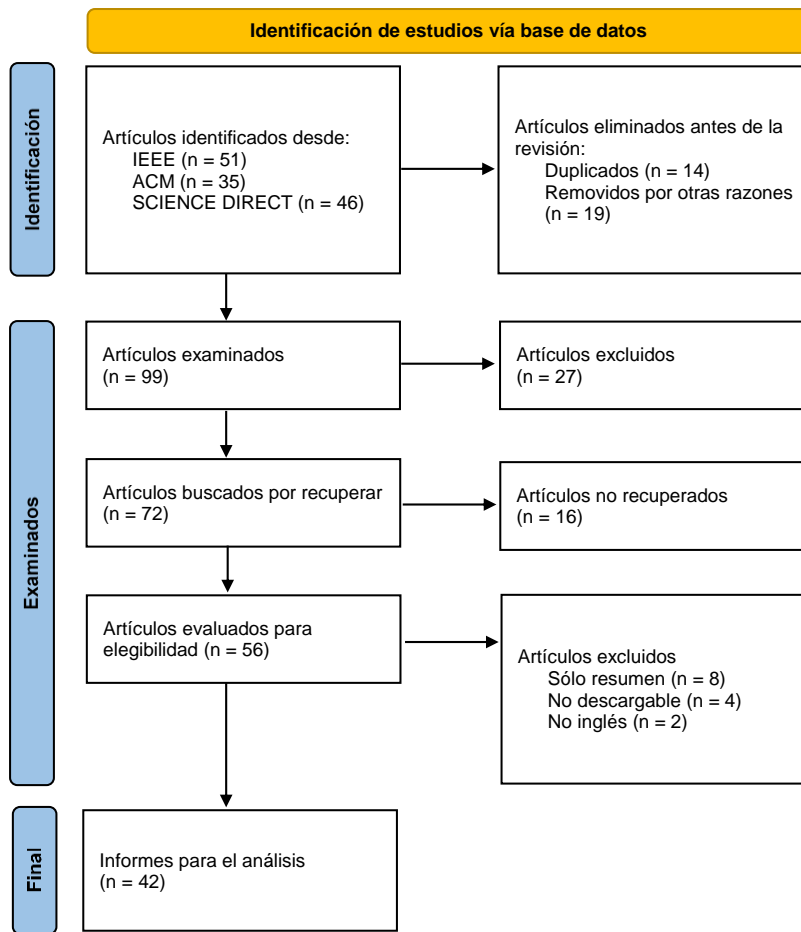 Identificación de estudios vía base de datos
Identificación
Artículos identificados desde:
IEEE (n = 51)
ACM (n = 35)
SCIENCE DIRECT (n = 46)
Artículos eliminados antes de la
revisión:
Duplicados (n = 14)
Removidos por otras razones
(n = 19)
Examinados
Artículos examinados
(n = 99)
Artículos excluidos
(n = 27)
Artículos buscados por recuperar
(n = 72)
Artículos no recuperados
(n = 16)
Artículos evaluados para
elegibilidad (n = 56)
Artículos excluidos
Sólo resumen (n = 8)
No descargable (n = 4)
No inglés (n = 2)
Final
Informes para el análisis
(n = 42)